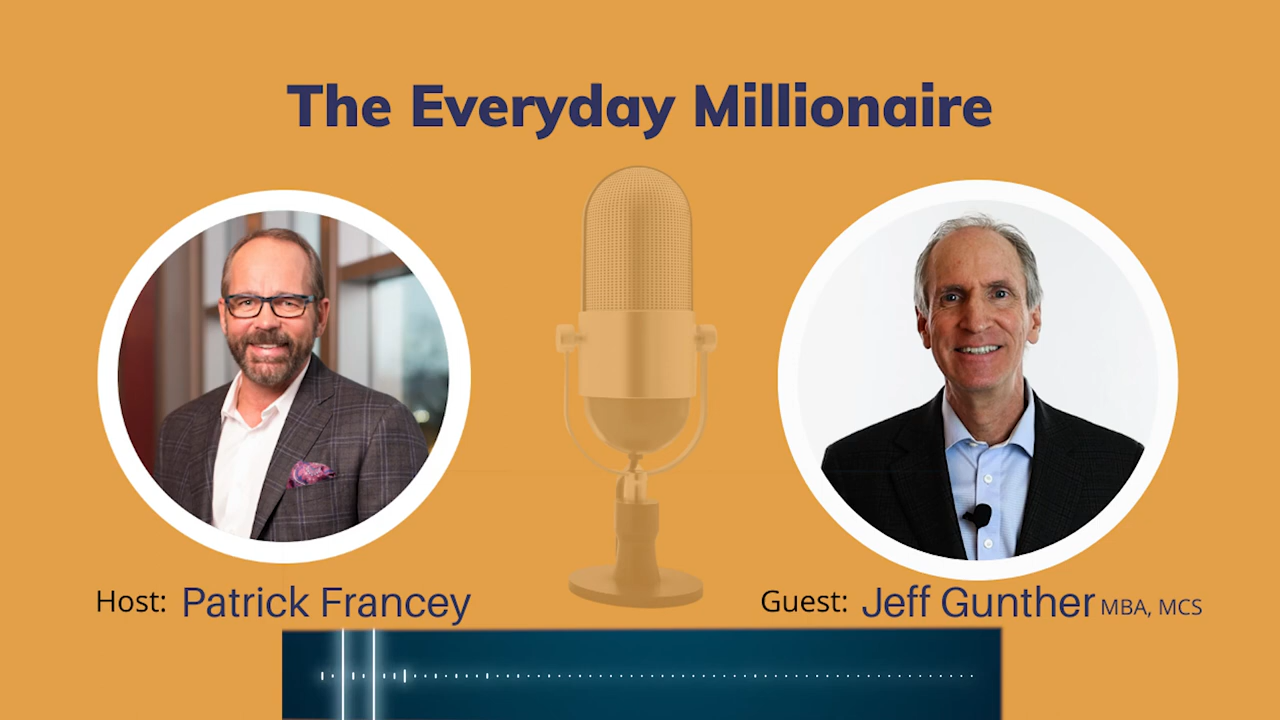 The Everyday Millionaire
Host: Patrick Francey
Guest: Jeff Gunther MBA, MCS